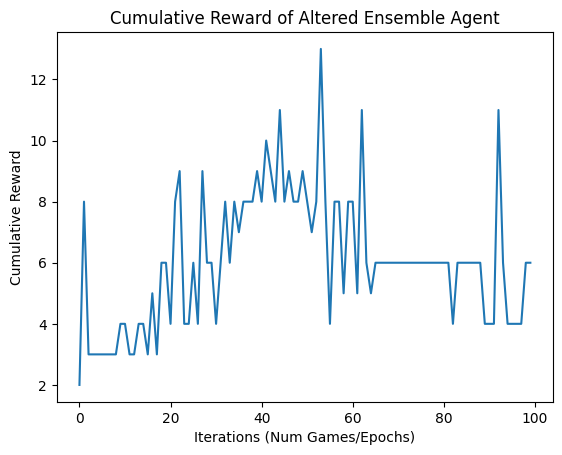 Cumulative Reward of Altered Ensemble Agent
Cumulative Reward
12
10
8
6
4
2
0 20 40 60 80 100
Iterations (Num Games/Epochs)